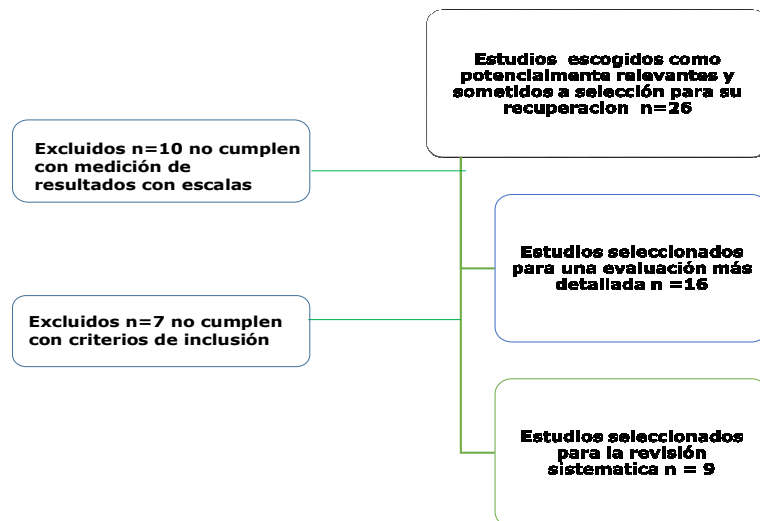 Estudios escogidos como
potencialmente relevantes y
sometidos a selección para su
recuperacion n=26
Excluidos n=10 no cumplen
con medición de
resultados con escalas
Estudios seleccionados
para una evaluación más
detallada n =16
Excluidos n=7 no cumplen
con criterios de inclusión
Estudios seleccionados
para la revisión
sistematica n = 9